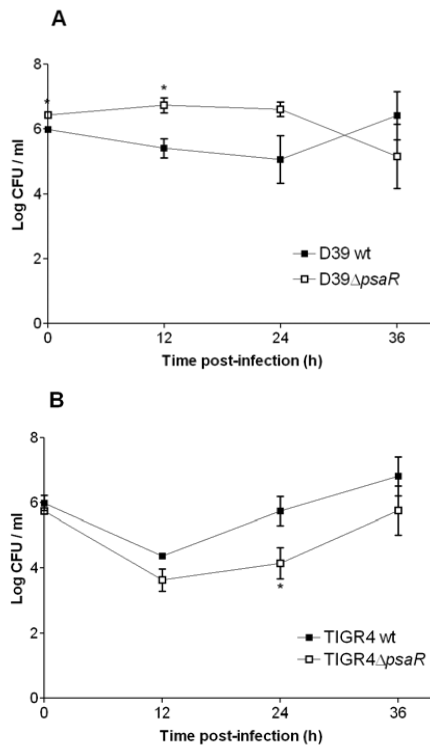 A
8
6
4
2
0
Log CFU / ml
*
*
D39 wt
D39ΔpsaR
0 12 24 36
Time post-infection (h)
B
8
6
4
2
0
Log CFU / ml
*
TIGR4 wt
TIGR4ΔpsaR
0 12 24 36
Time post-infection (h)